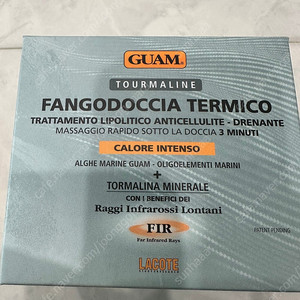 GUAM
TOURMALINE
FANGODOCCIA TERMICO
TRATTAMENTO LIPOLITICO ANTICELLULITE - DRENANTE
MASSAGGIO RAPIDO SOTTO LA DOCCIA 3 MINUTI
CALORE INTENSO
ALGHE MARINE GUAM - OLIGOELEMENTI MARINI
+
TORMALINA MINERALE
CON I BENEFICI DEI
Raggi Infrarossi Lontani
FIR
Far Infrared Rays
PATENT PENDING
LACOTE